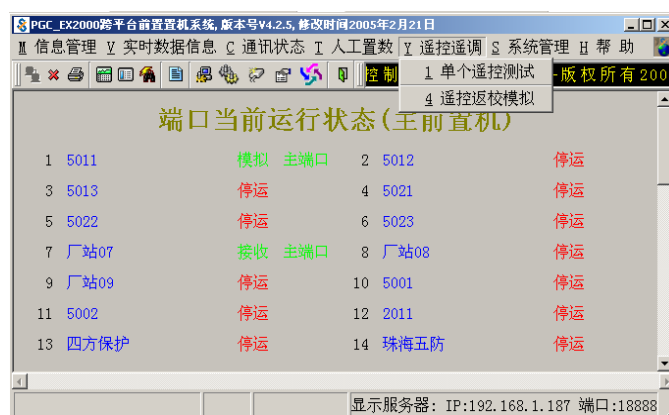 PGC_EX2000跨平台前置置机系统,版本号V4.2.5,修改时间2005年2月21日
M 信息管理 V 实时数据信息 C 通讯状态 T 人工置数 Y 遥控遥调 S 系统管理 H 帮 助
控制
版权所有200
1 单个遥控测试
4 遥控返校模拟
端口当前运行状态(主前置机)
1 5011 模拟 主端口 2 5012 停运
3 5013 停运 4 5021 停运
5 5022 停运 6 5023 停运
7 厂站07 接收 主端口 8 厂站08 停运
9 厂站09 停运 10 5001 停运
11 5002 停运 12 2011 停运
13 四方保护 停运 14 珠海五防 停运
显示服务器: IP:192.168.1.187 端口:18888